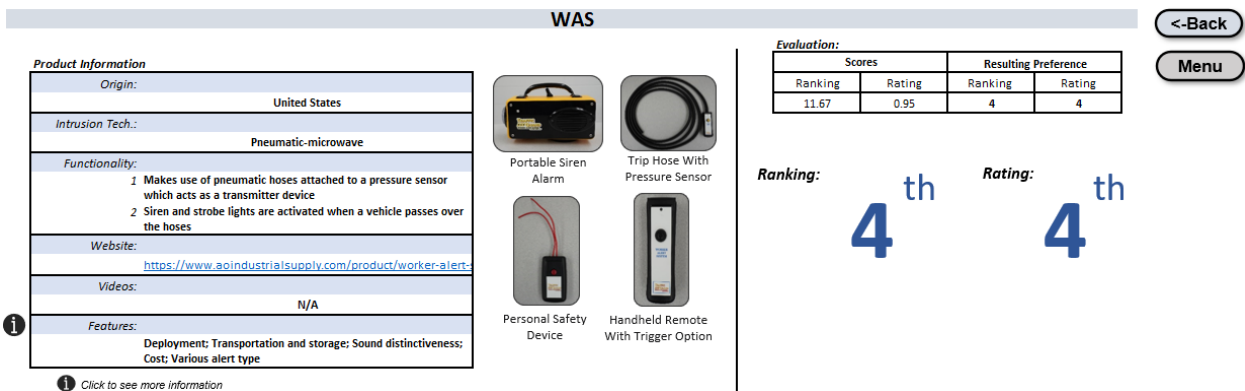 WAS
<-Back
Menu
Product Information
Origin:
United States
Intrusion Tech.:
Pneumatic-microwave
Functionality:
1 Makes use of pneumatic hoses attached to a pressure sensor
which acts as a transmitter device
2 Siren and strobe lights are activated when a vehicle passes over
the hoses
Website:
https://www.aoindustrialsupply.com/product/worker-alert-s
Videos:
N/A
Features:
Deployment; Transportation and storage; Sound distinctiveness;
Cost; Various alert type
i Click to see more information
Portable Siren
Alarm
Trip Hose With
Pressure Sensor
Personal Safety
Device
Handheld Remote
With Trigger Option
Evaluation:
Scores Resulting Preference
Ranking Rating Ranking Rating
11.67 0.95 4 4
Ranking: 4th
Rating: 4th